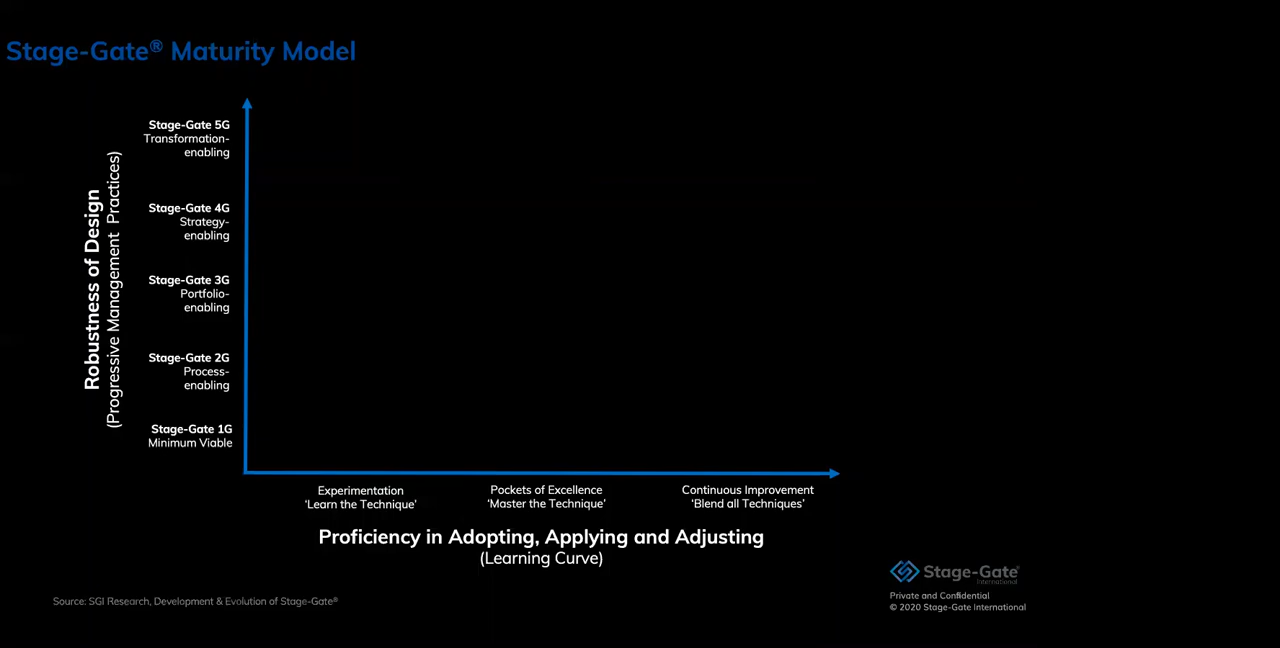 Stage-Gate® Maturity Model
Stage-Gate 5G
Transformation-
enabling
Stage-Gate 4G
Strategy-
enabling
Stage-Gate 3G
Portfolio-
enabling
Stage-Gate 2G
Process-
enabling
Stage-Gate 1G
Minimum Viable
Robustness of Design
(Progressive Management Practices)
Experimentation
‘Learn the Technique’
Pockets of Excellence
‘Master the Technique’
Continuous Improvement
‘Blend all Techniques’
Proficiency in Adopting, Applying and Adjusting
(Learning Curve)
Source: SGI Research, Development & Evolution of Stage-Gate®
Stage-Gate®
International
Private and Confidential
© 2020 Stage-Gate International